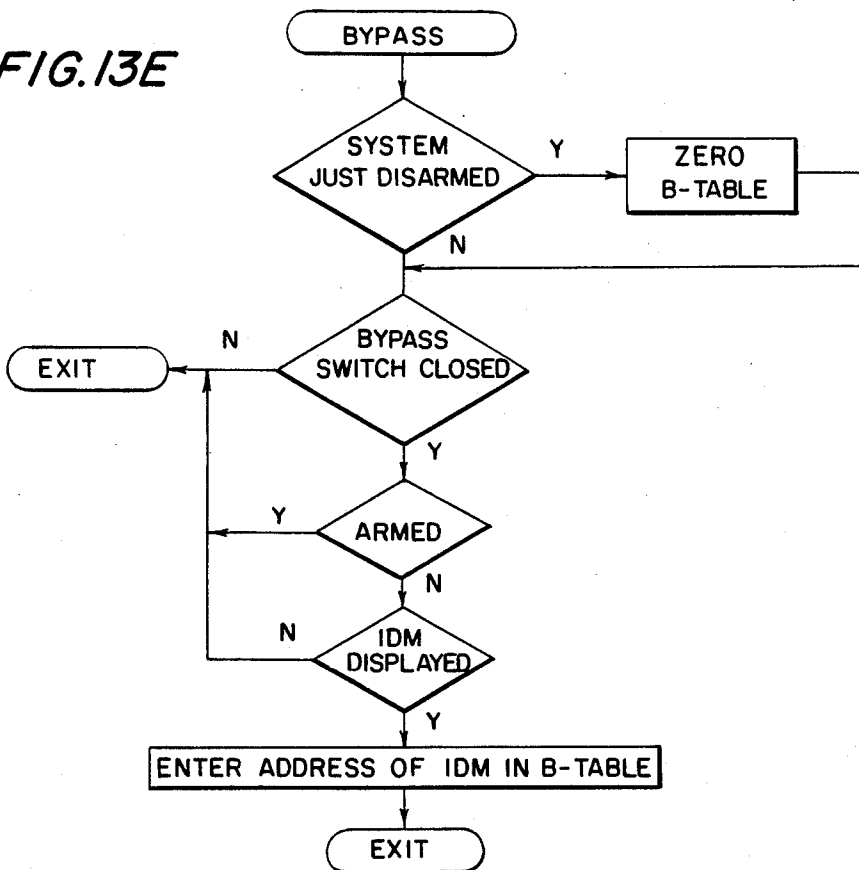 FIG.13E
BYPASS
SYSTEM
JUST DISARMED
Y
ZERO
B-TABLE
N
BYPASS
SWITCH CLOSED
N
EXIT
Y
ARMED
Y
N
IDM
DISPLAYED
N
Y
ENTER ADDRESS OF IDM IN B-TABLE
EXIT